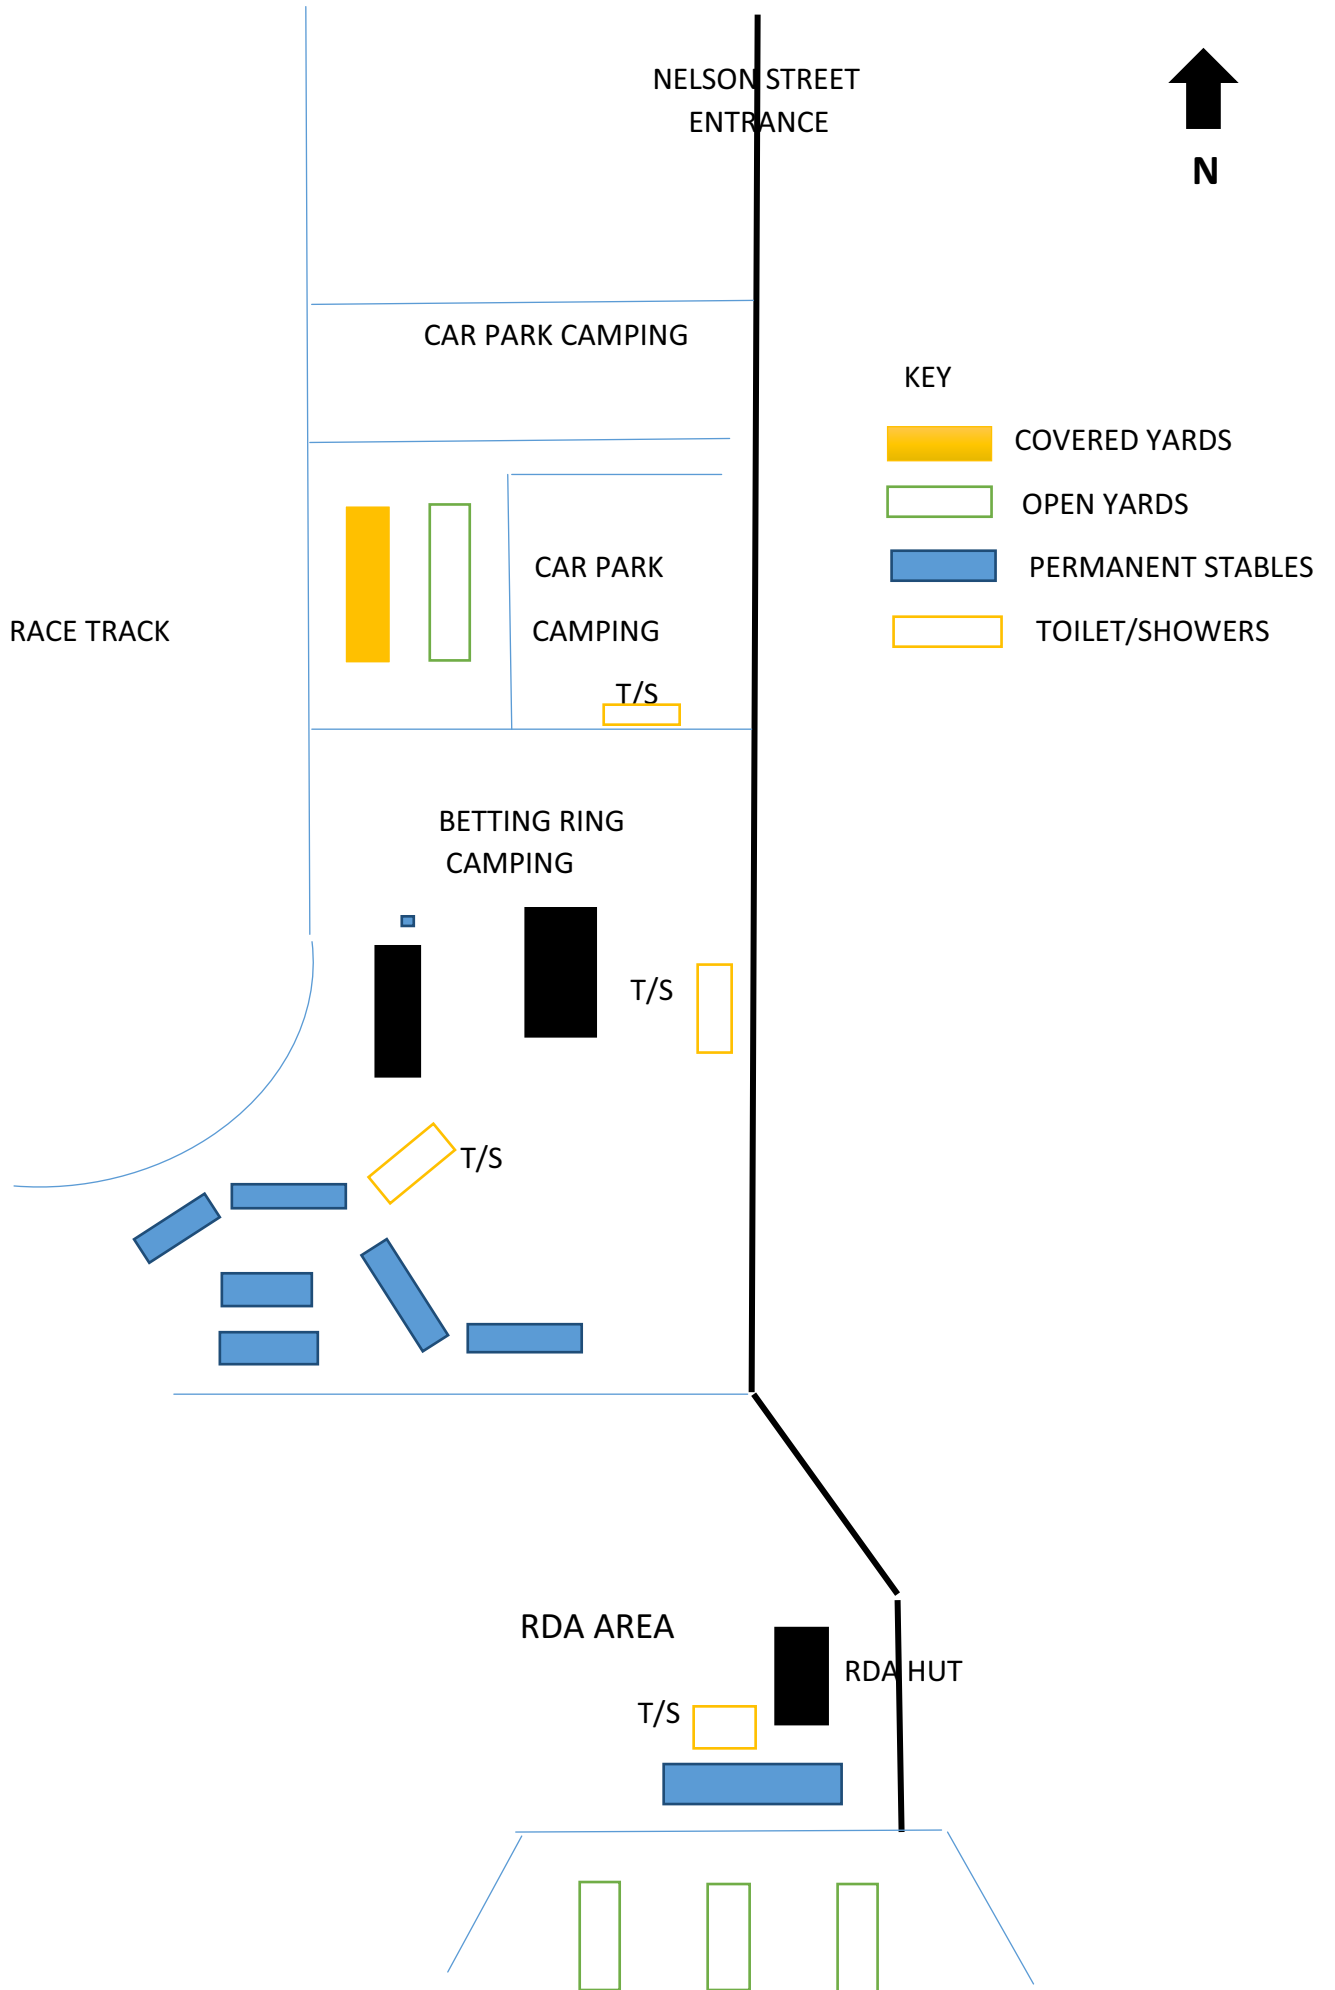 NELSON STREET
ENTRANCE
N
CAR PARK CAMPING
KEY
COVERED YARDS
OPEN YARDS
CAR PARK
PERMANENT STABLES
RACE TRACK
CAMPING
TOILET/SHOWERS
T/S
BETTING RING
CAMPING
T/S
T/S
RDA AREA
RDA HUT
T/S